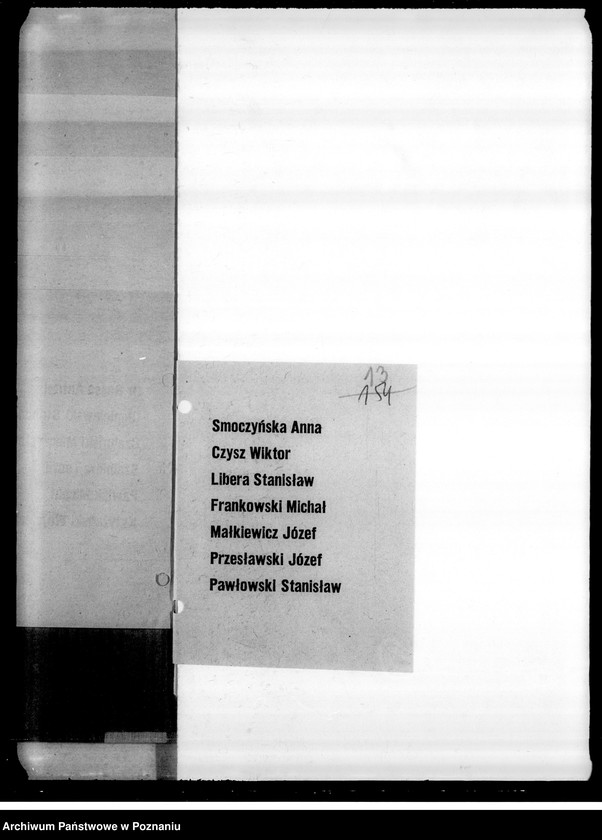 13
154
Smoczyńska Anna
Czysz Wiktor
Libera Stanisław
Frankowski Michał
Małkiewicz Józef
Przesławski Józef
Pawłowski Stanisław
Archiwum Państwowe w Poznaniu